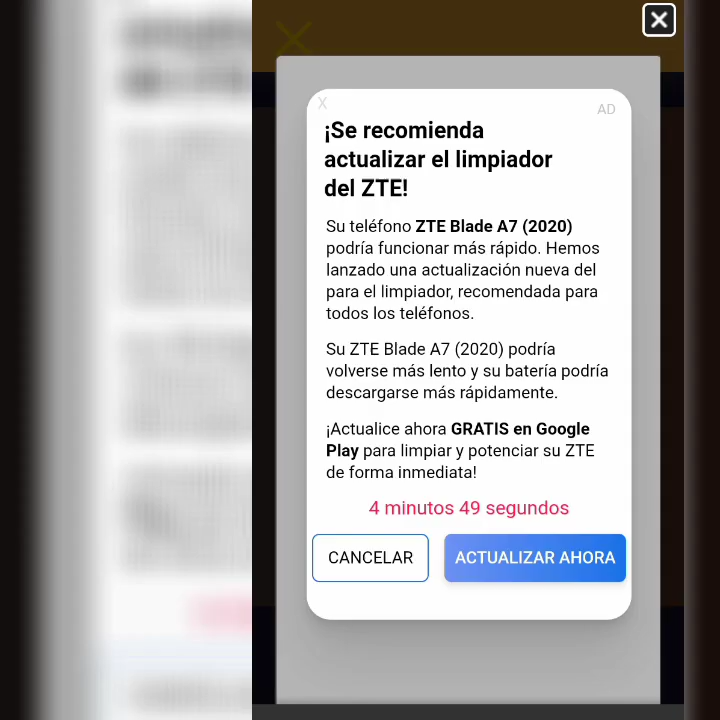 X
AD
¡Se recomienda
actualizar el limpiador
del ZTE!
Su teléfono ZTE Blade A7 (2020)
podría funcionar más rápido. Hemos
lanzado una actualización nueva del
para el limpiador, recomendada para
todos los teléfonos.
Su ZTE Blade A7 (2020) podría
volverse más lento y su batería podría
descargarse más rápidamente.
¡Actualice ahora GRATIS en Google
Play para limpiar y potenciar su ZTE
de forma inmediata!
4 minutos 49 segundos
CANCELAR
ACTUALIZAR AHORA